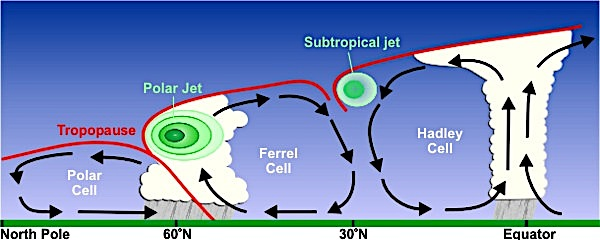 Subtropical jet
Polar Jet
Tropopause
Polar
Cell
Ferrel
Cell
Hadley
Cell
North Pole
60°N
30°N
Equator